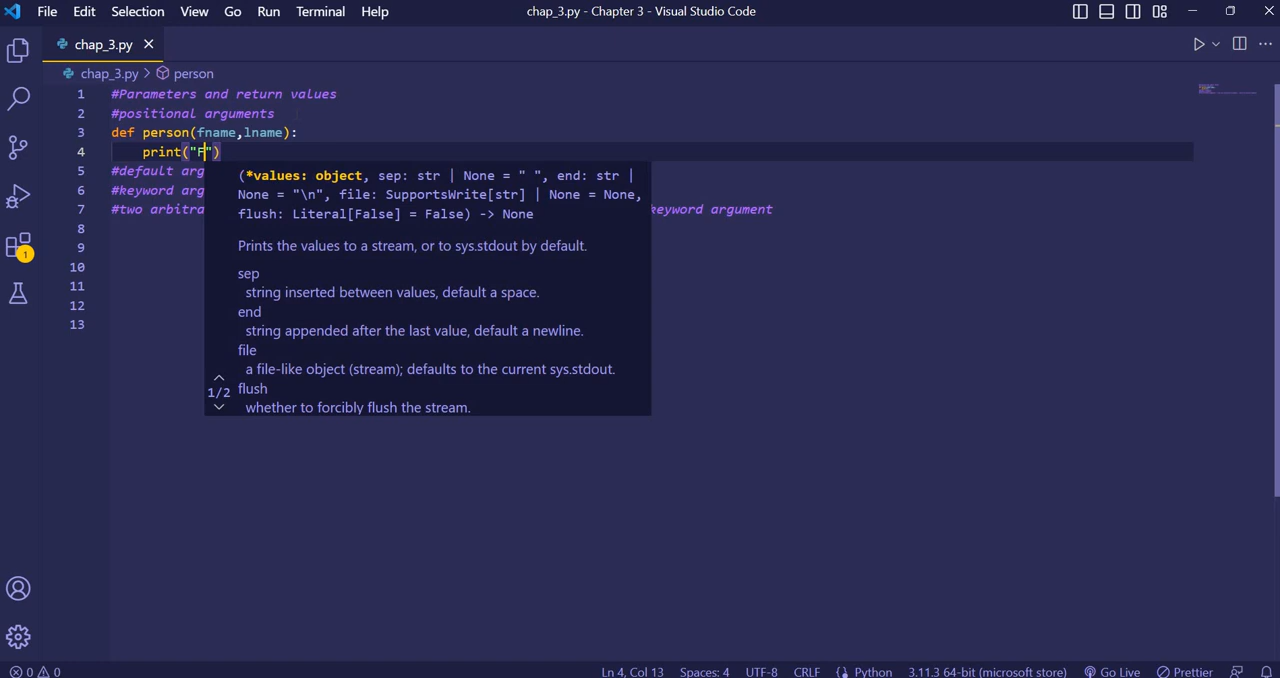 File Edit Selection View Go Run Terminal Help chap_3.py - Chapter 3 - Visual Studio Code
chap_3.py
chap_3.py > person
1 #Parameters and return values
2 #positional arguments
3 def person(fname,lname):
4 print("F")
5 #default arg
6 #keyword arg
7 #two arbitra keyword argument
8
9
10
11
12
13
(*values: object, sep: str | None = " ", end: str |
None = "\n", file: SupportsWrite[str] | None = None,
flush: Literal[False] = False) -> None
Prints the values to a stream, or to sys.stdout by default.
sep
string inserted between values, default a space.
end
string appended after the last value, default a newline.
file
a file-like object (stream); defaults to the current sys.stdout.
1/2 flush
whether to forcibly flush the stream.
1
0 0 Ln 4, Col 13 Spaces: 4 UTF-8 CRLF {} Python 3.11.3 64-bit (microsoft store) Go Live Prettier